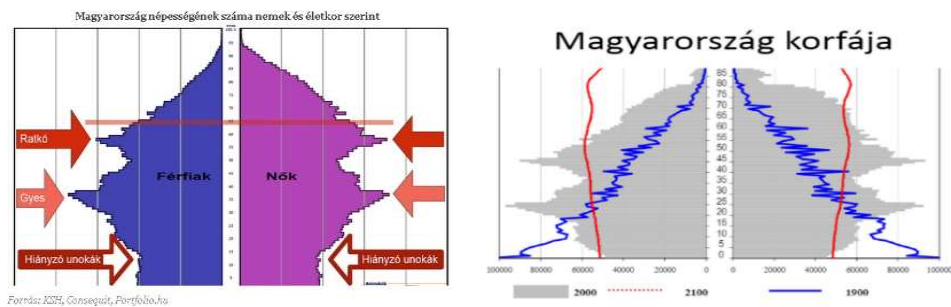 Magyarország népességének száma nemek és életkor szerint
Ratkó
Gyes
Férfiak
Nők
Hiányzó unokák
Hiányzó unokák
Forrás: KSH, Consequit, Portfolio.hu
Magyarország korfája
85
80
75
70
65
60
55
50
45
40
35
30
25
20
15
10
5
0
100000 80000 60000 40000 20000 0 0 20000 40000 60000 80000 100000
2000 2100 1900